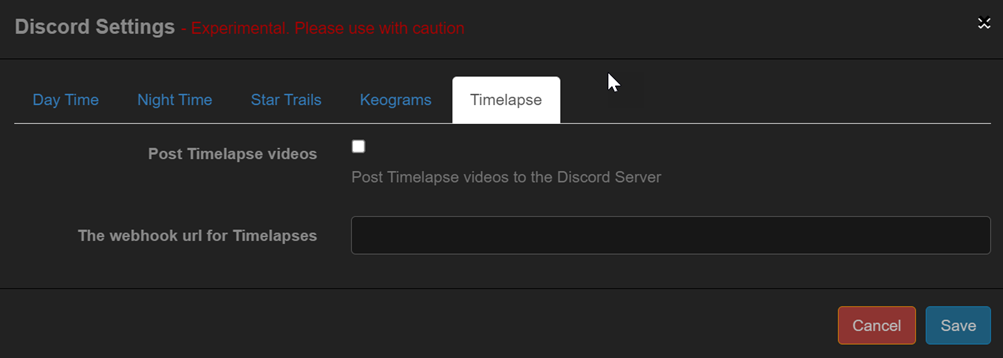 Discord Settings - Experimental. Please use with caution
Day Time Night Time Star Trails Keograms Timelapse
Post Timelapse videos
Post Timelapse videos to the Discord Server
The webhook url for Timelapses
Cancel Save